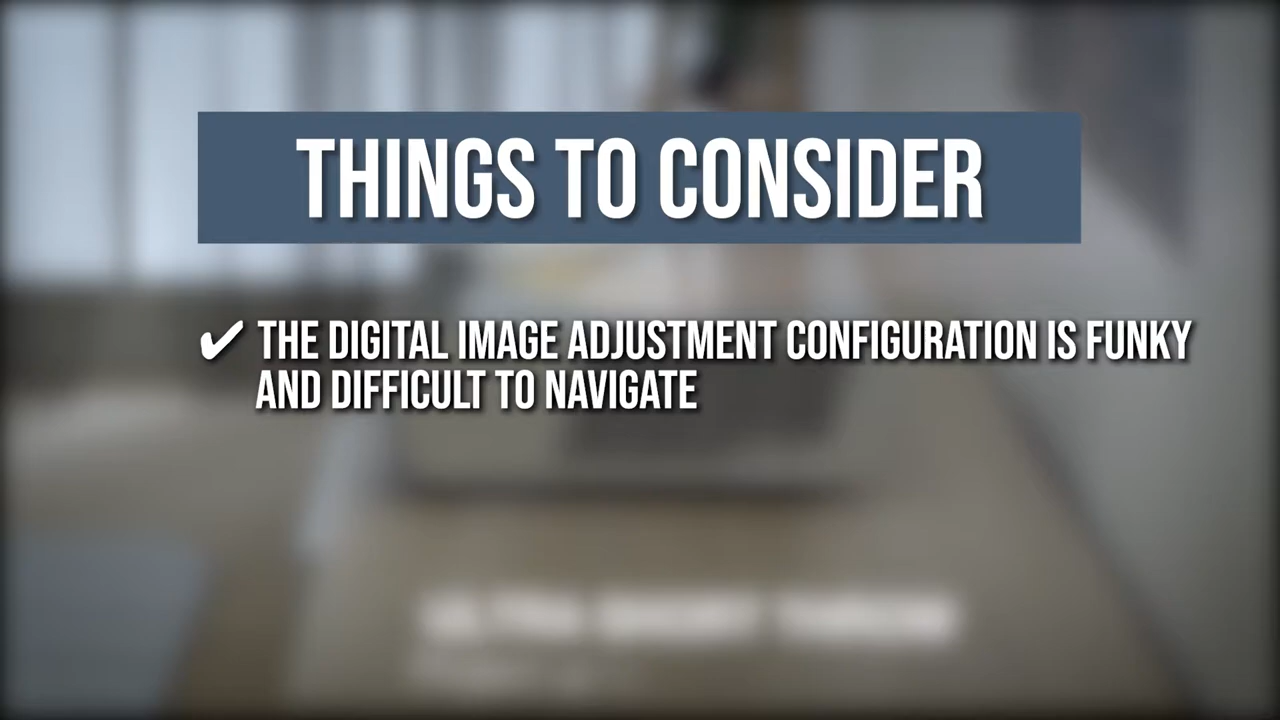 THINGS TO CONSIDER
✔ THE DIGITAL IMAGE ADJUSTMENT CONFIGURATION IS FUNKY
AND DIFFICULT TO NAVIGATE